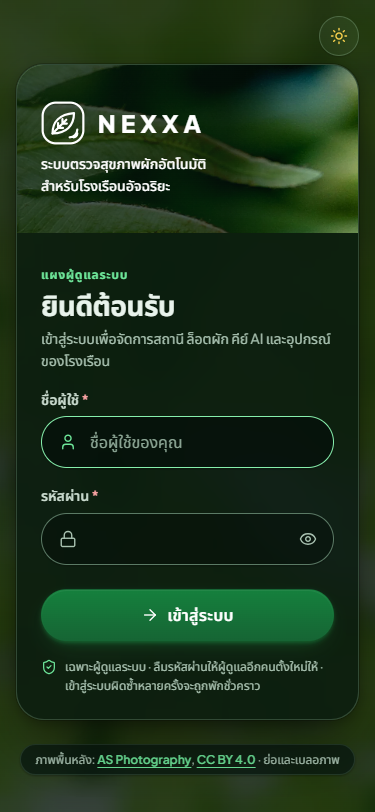 NEXXA
ระบบตรวจสุขภาพผักอัตโนมัติ
สำหรับโรงเรือนอัจฉริยะ
แผงผู้ดูแลระบบ
ยินดีต้อนรับ
เข้าสู่ระบบเพื่อจัดการสถานี ล็อตผัก คีย์ AI และอุปกรณ์
ของโรงเรือน
ชื่อผู้ใช้ *
ชื่อผู้ใช้ของคุณ
รหัสผ่าน *
เข้าสู่ระบบ
เฉพาะผู้ดูแลระบบ · ลืมรหัสผ่านให้ผู้ดูแลอีกคนตั้งใหม่ให้ ·
เข้าสู่ระบบผิดซ้ำหลายครั้งจะถูกพักชั่วคราว
ภาพพื้นหลัง: AS Photography, CC BY 4.0 · ย่อและเบลอภาพ